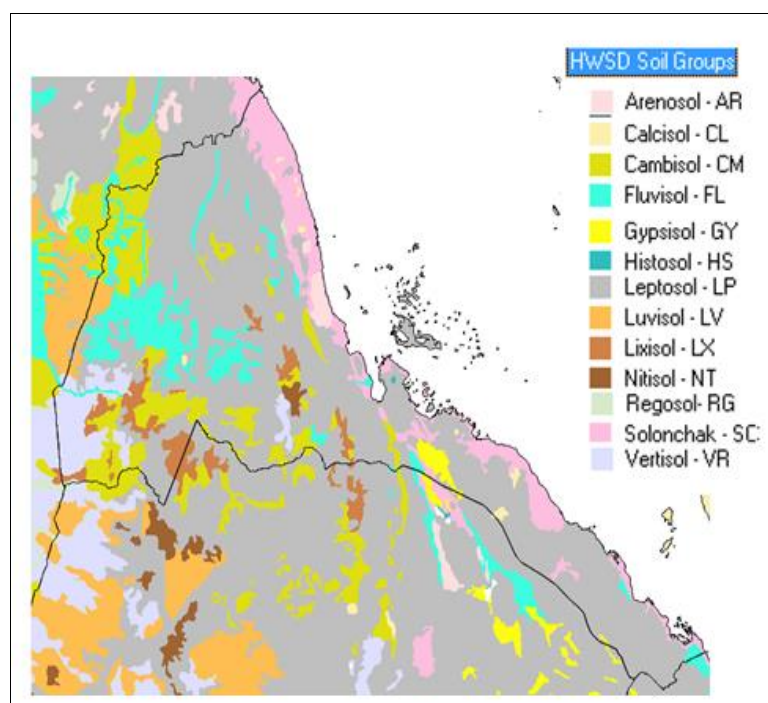 HWSD Soil Groups
Arenosol - AR
Calcisol - CL
Cambisol - CM
Fluvisol - FL
Gypsisol - GY
Histosol - HS
Leptosol - LP
Luvisol - LV
Lixisol - LX
Nitisol - NT
Regosol- RG
Solonchak - SC:
Vertisol - VR